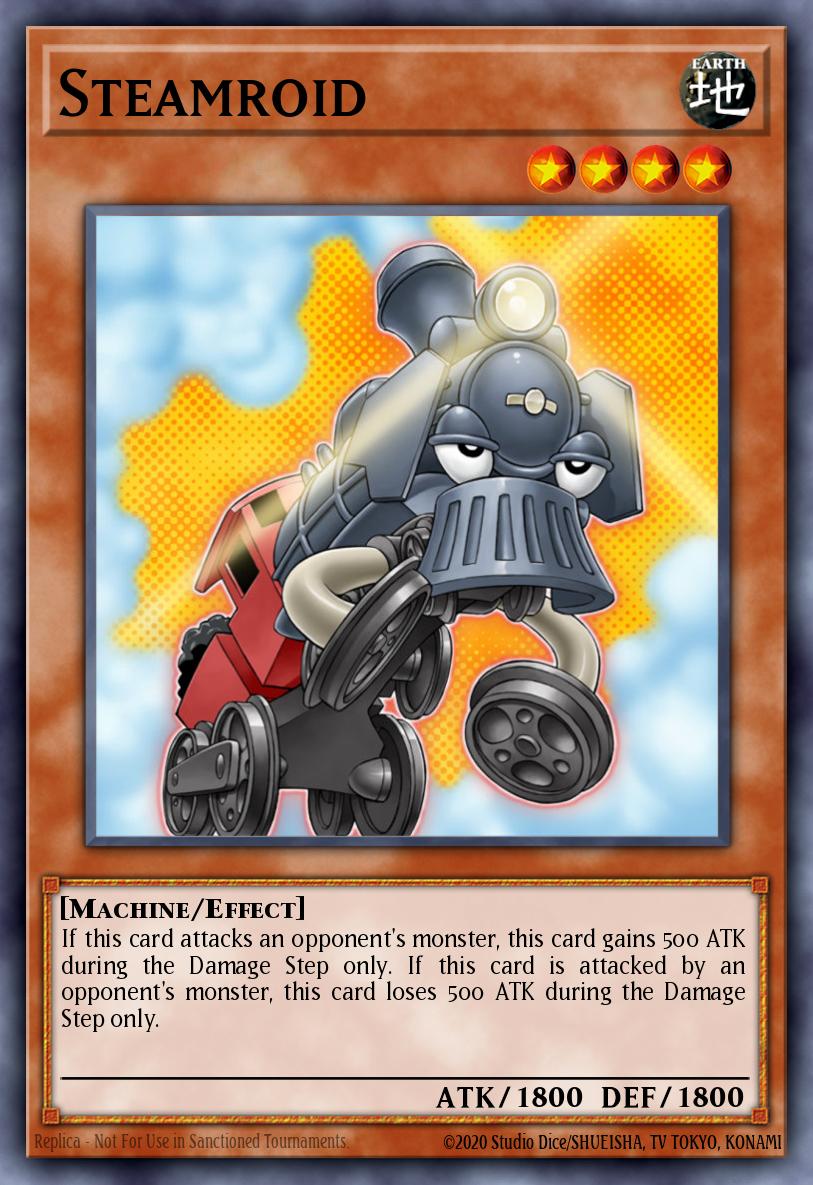 STEAMROID
EARTH
地
[MACHINE/EFFECT]
If this card attacks an opponent's monster, this card gains 500 ATK
during the Damage Step only. If this card is attacked by an
opponent's monster, this card loses 500 ATK during the Damage
Step only.
ATK/1800 DEF/1800
Replica - Not For Use in Sanctioned Tournaments.
©2020 Studio Dice/SHUEISHA, TV TOKYO, KONAMI